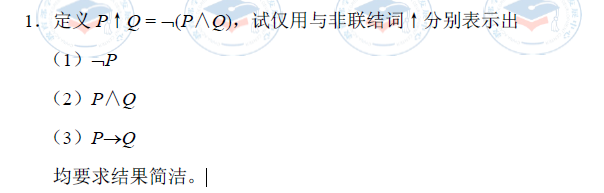 1．定义 P↑Q = ¬(P∧Q)，试仅用与非联结词↑分别表示出
（1）¬P
（2）P∧Q
（3）P→Q
均要求结果简洁。